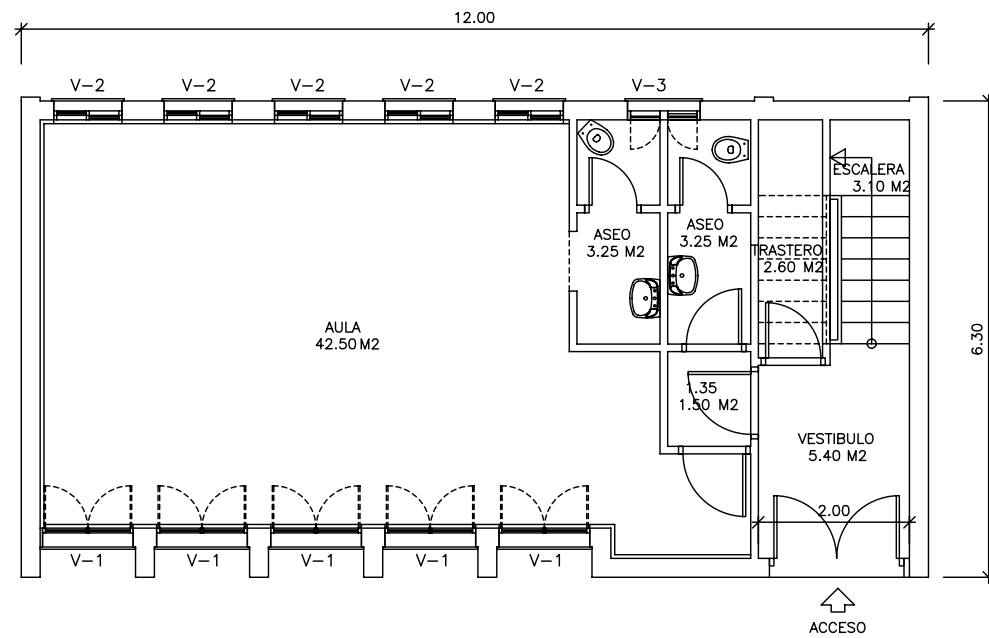 12.00
V-2 V-2 V-2 V-2 V-2 V-3
ESCALERA
3.10 M2
ASEO
3.25 M2
ASEO
3.25 M2
TRASTERO
2.60 M2
AULA
42.50 M2
6.30
1.35
1.50 M2
VESTIBULO
5.40 M2
2.00
V-1 V-1 V-1 V-1 V-1
ACCESO